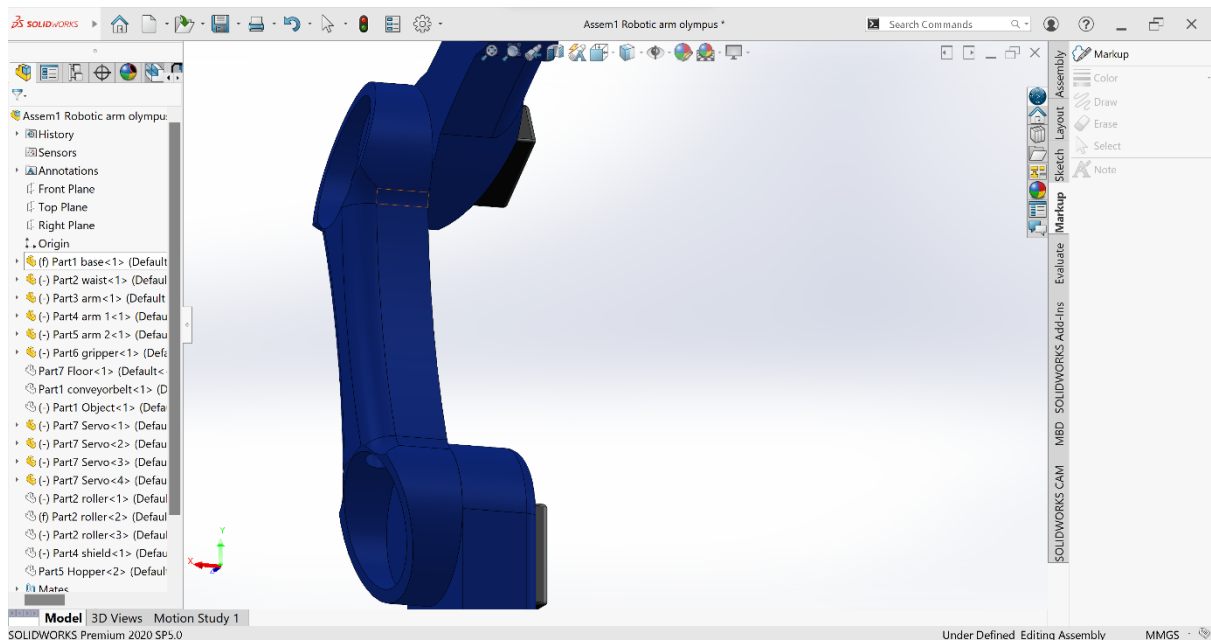 SOLIDWORKS
Assem1 Robotic arm olympus *
Search Commands
Assem1 Robotic arm olympu
History
Sensors
Annotations
Front Plane
Top Plane
Right Plane
Origin
(f) Part1 base<1> (Default
(-) Part2 waist<1> (Defaul
(-) Part3 arm<1> (Default
(-) Part4 arm 1<1> (Defau
(-) Part5 arm 2<1> (Defau
(-) Part6 gripper<1> (Defa
Part7 Floor<1> (Default<
Part1 conveyorbelt<1> (D
(-) Part1 Object<1> (Defa
(-) Part7 Servo<1> (Defau
(-) Part7 Servo<2> (Defau
(-) Part7 Servo<3> (Defau
(-) Part7 Servo<4> (Defau
(-) Part2 roller<1> (Defaul
(f) Part2 roller<2> (Defaul
(-) Part2 roller<3> (Defaul
(-) Part4 shield<1> (Defau
Part5 Hopper<2> (Default
Mates
Y
X
Assembly
Layout
Sketch
Markup
Evaluate
SOLIDWORKS Add-Ins
MBD
SOLIDWORKS CAM
Markup
Color
Draw
Erase
Select
Note
Model
3D Views
Motion Study 1
SOLIDWORKS Premium 2020 SP5.0
Under Defined
Editing Assembly
MMGS